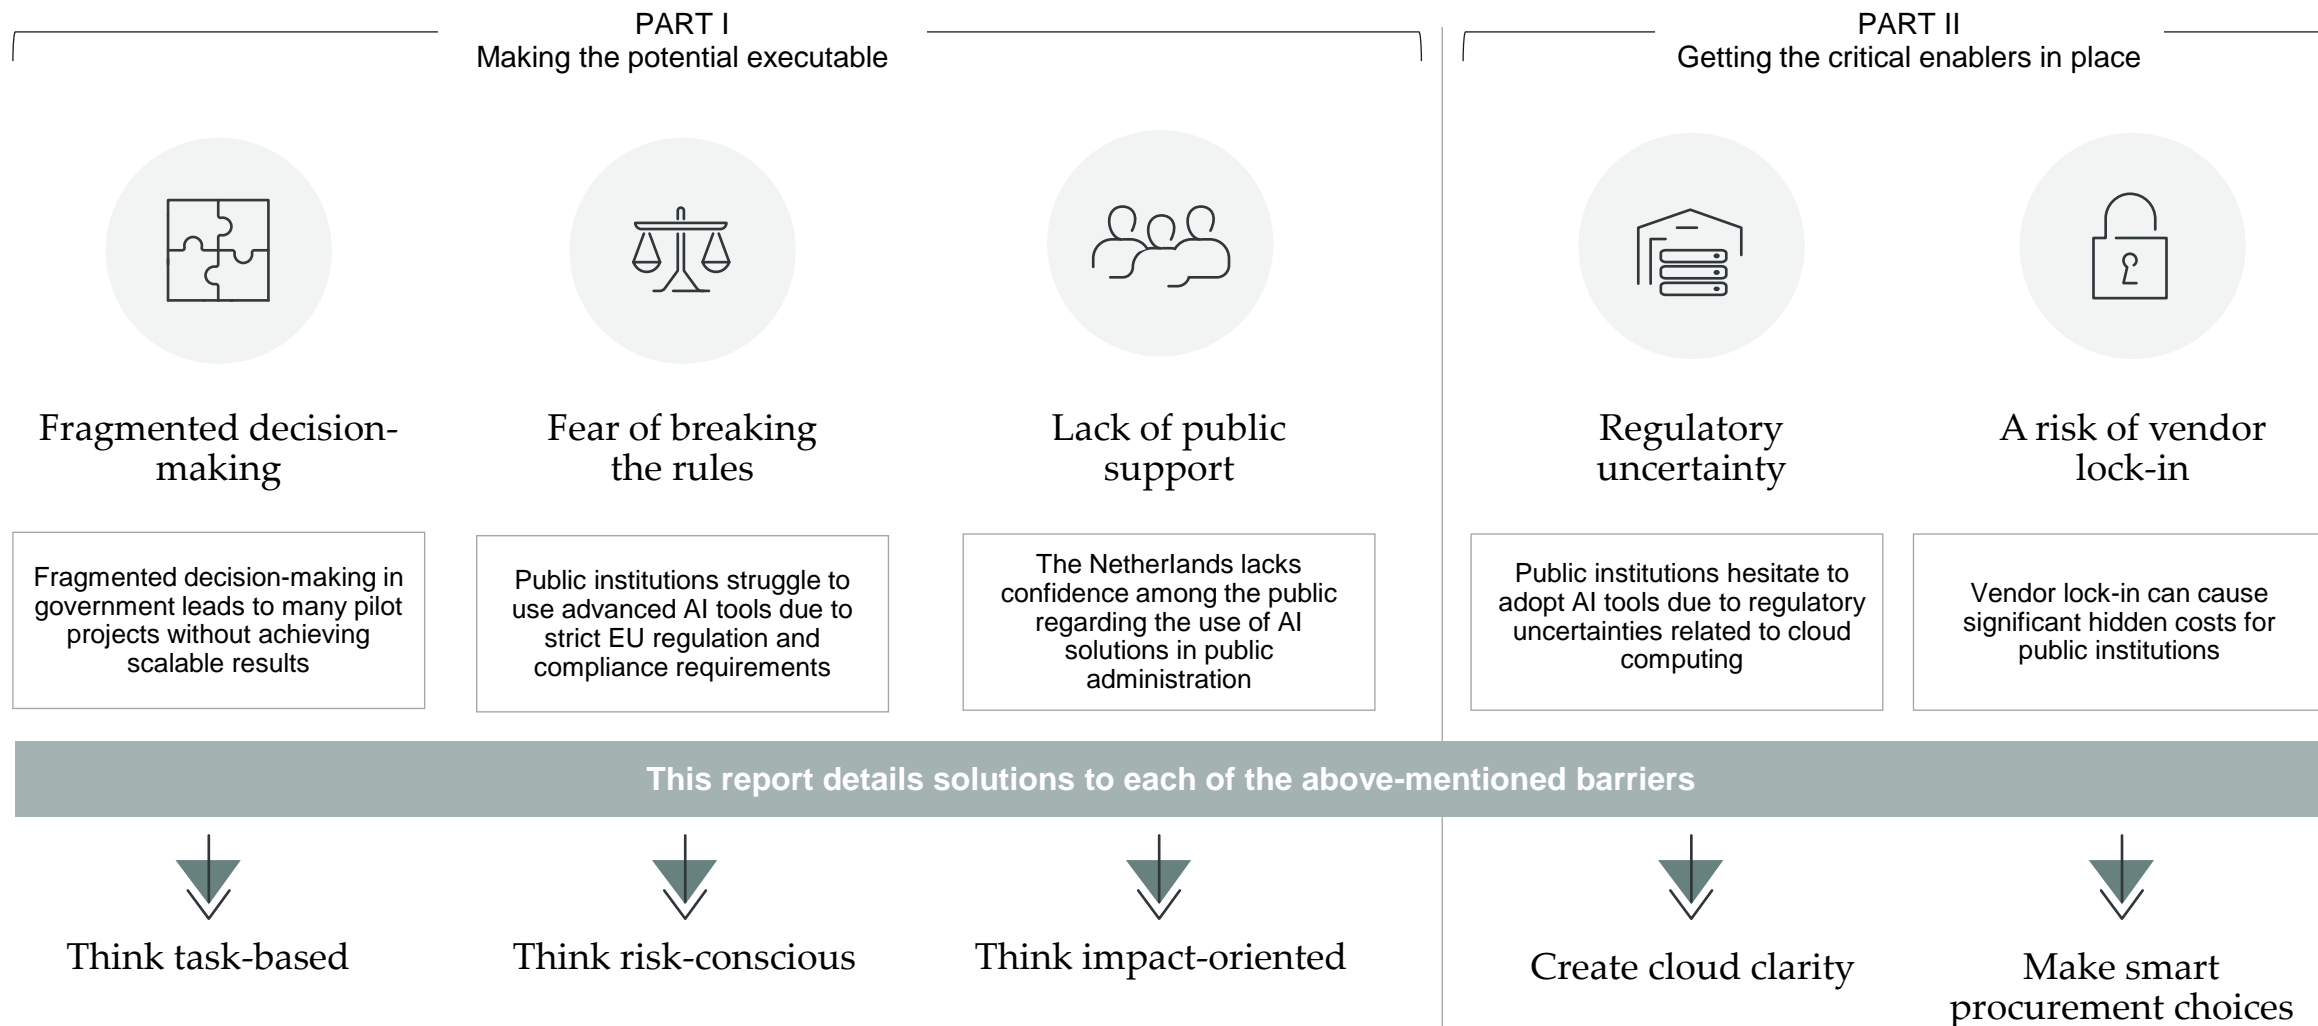 PART I
Making the potential executable
PART II
Getting the critical enablers in place
Fragmented decision-
making
Fear of breaking
the rules
Lack of public
support
Regulatory
uncertainty
A risk of vendor
lock-in
Fragmented decision-making in
government leads to many pilot
projects without achieving
scalable results
Public institutions struggle to
use advanced AI tools due to
strict EU regulation and
compliance requirements
The Netherlands lacks
confidence among the public
regarding the use of AI
solutions in public
administration
Public institutions hesitate to
adopt AI tools due to regulatory
uncertainties related to cloud
computing
Vendor lock-in can cause
significant hidden costs for
public institutions
This report details solutions to each of the above-mentioned barriers
Think task-based
Think risk-conscious
Think impact-oriented
Create cloud clarity
Make smart
procurement choices